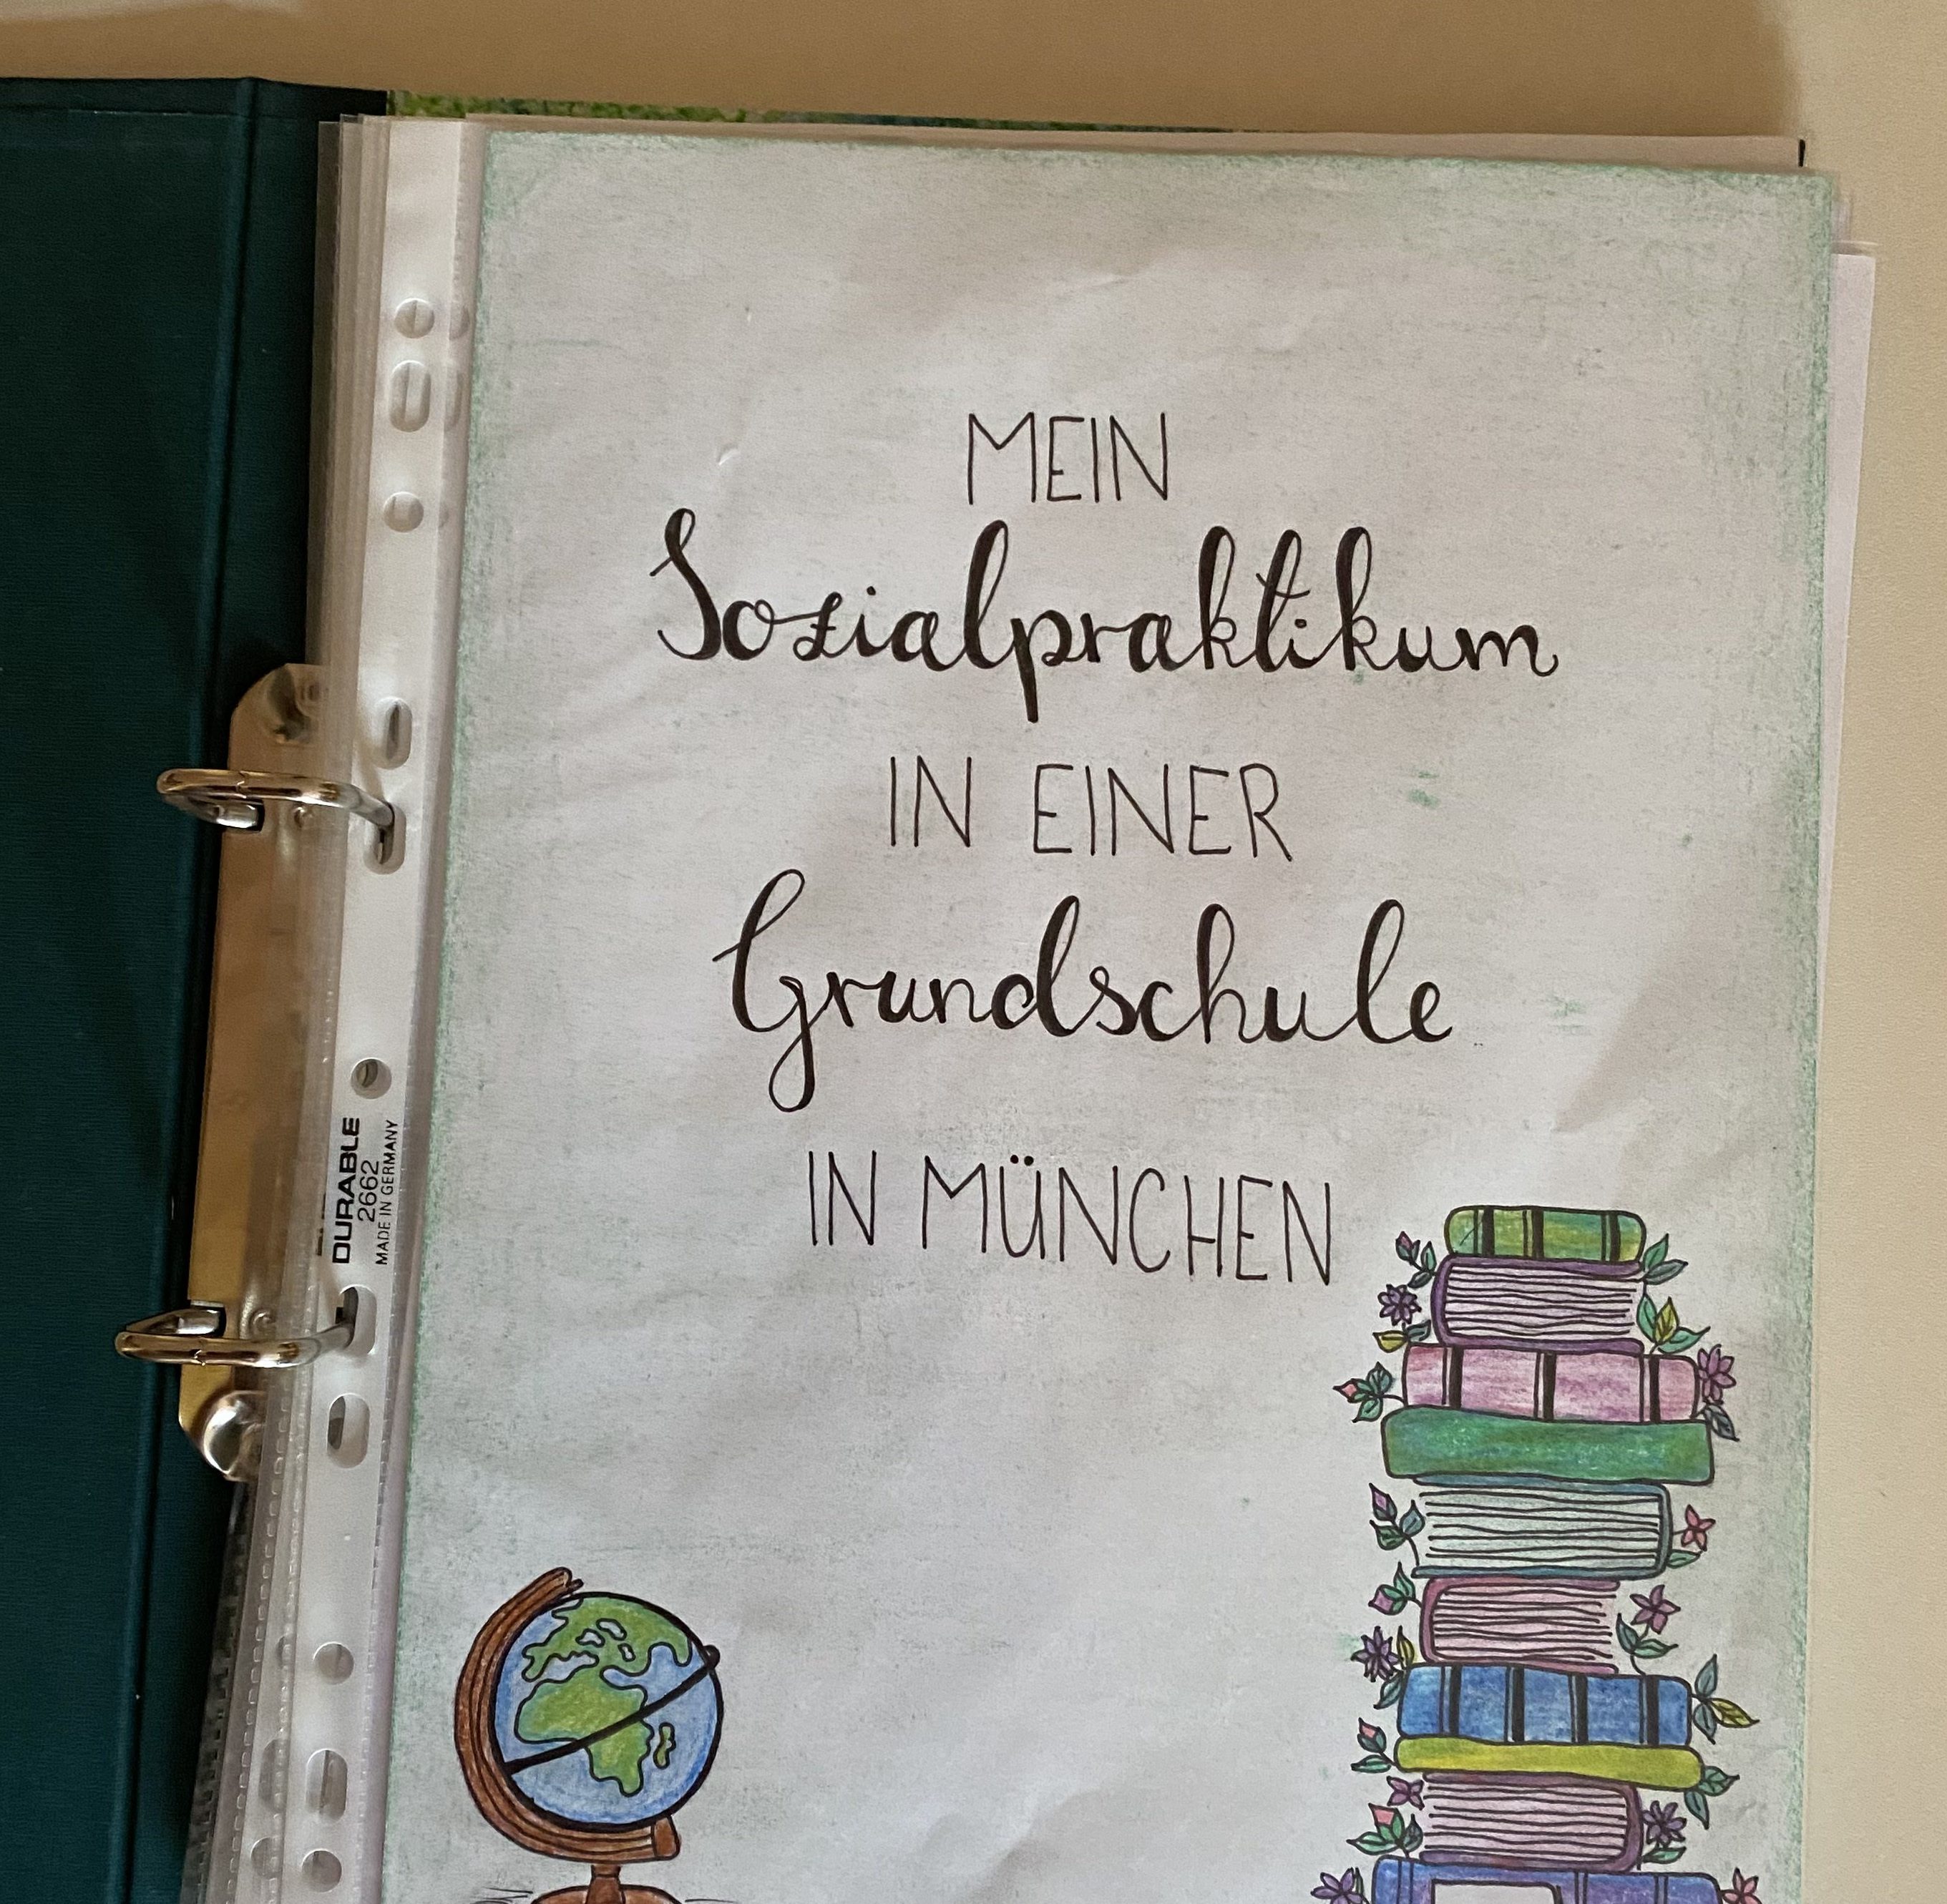 MEIN
Sozialpraktikum
IN EINER
Grundschule
IN MÜNCHEN
DURABLE
2662
MADE IN GERMANY